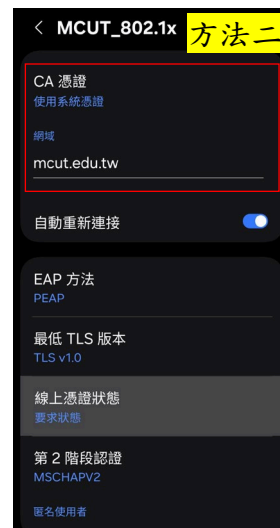 MCUT_802.1x
方法二
CA 憑證
使用系統憑證
網域
mcut.edu.tw
自動重新連接
EAP 方法
PEAP
最低 TLS 版本
TLS v1.0
線上憑證狀態
要求狀態
第 2 階段認證
MSCHAPV2
匿名使用者